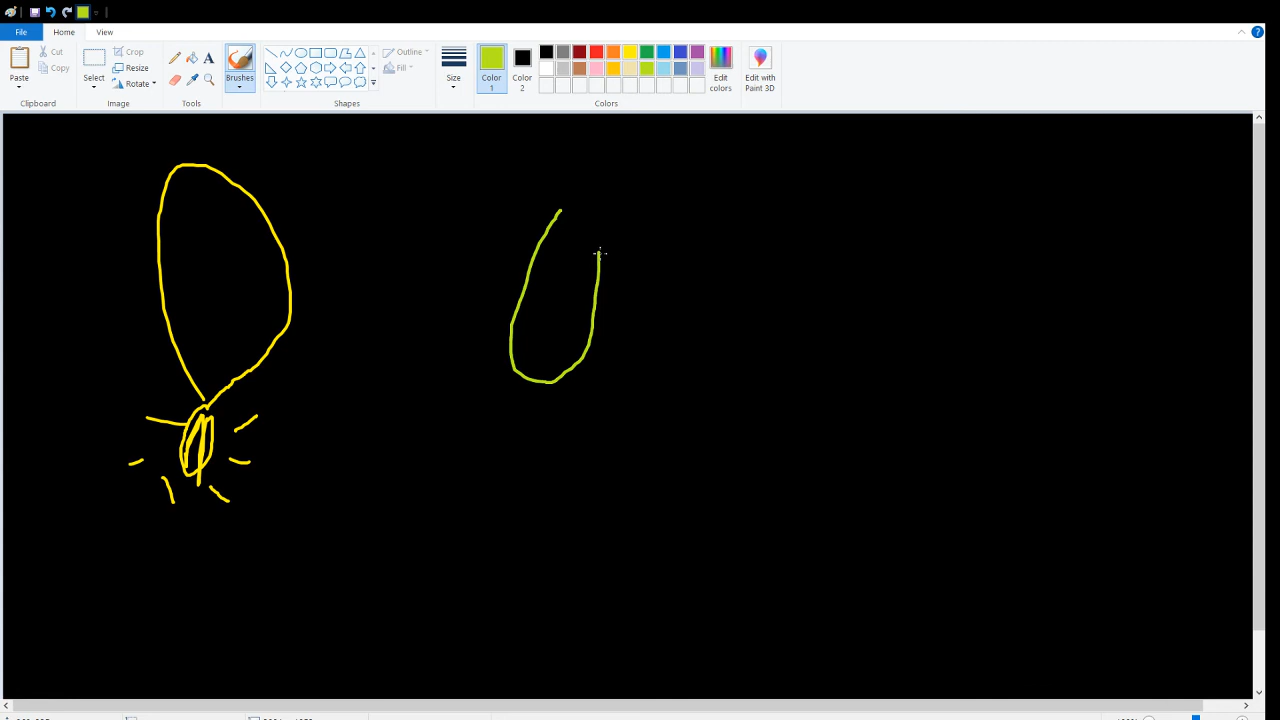 File Home View
Paste Cut Copy Clipboard
Select Crop Resize Rotate Image
A Tools
Brushes
Outline Fill Shapes
Size
Color 1 Color 2 Edit colors Colors
Edit with Paint 3D